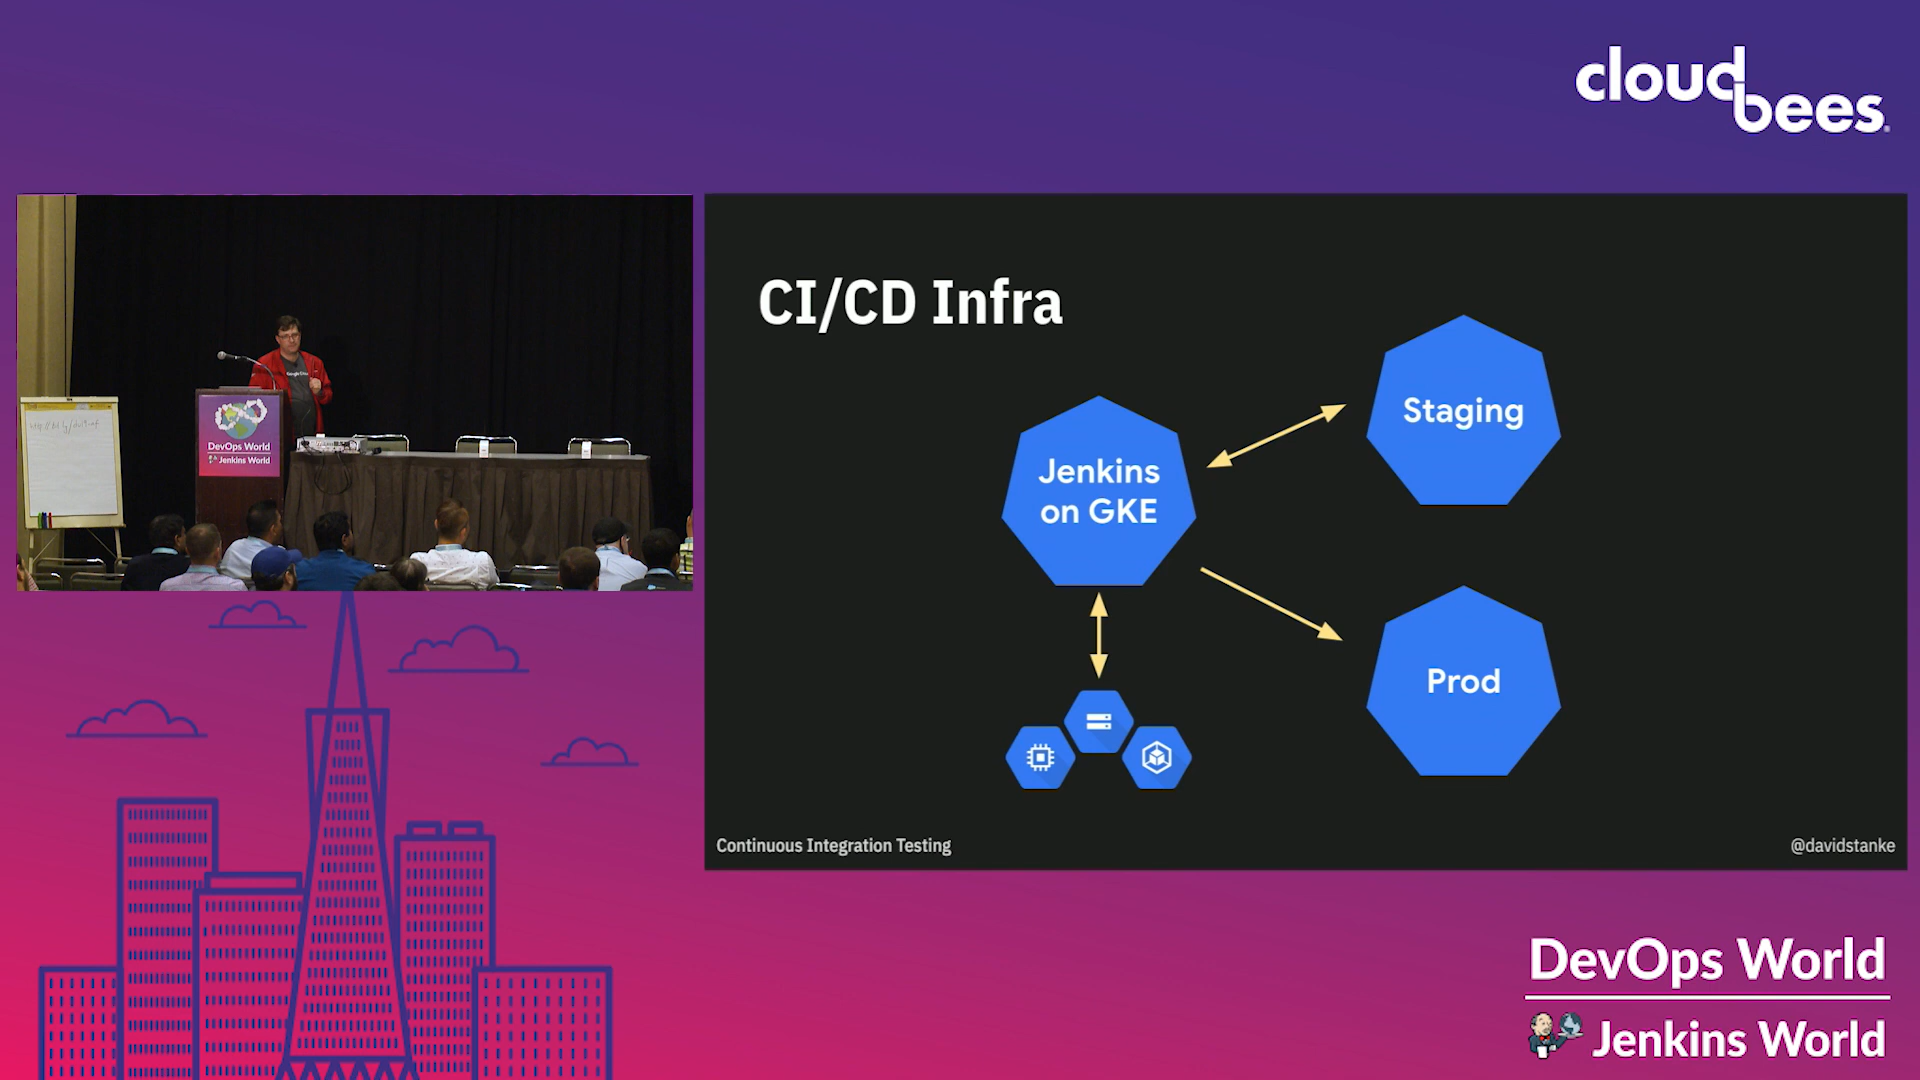 cloudbees
CI/CD Infra
Staging
Jenkins
on GKE
Prod
Continuous Integration Testing
@davidstanke
DevOps World
Jenkins World
DevOps World
Jenkins World